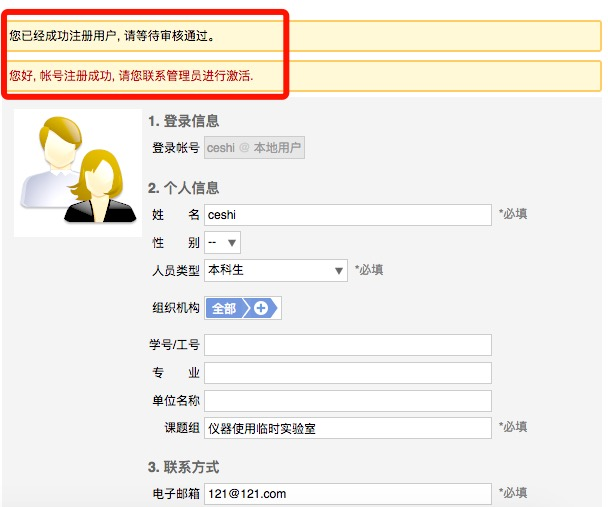 您已经成功注册用户, 请等待审核通过。
您好, 帐号注册成功, 请您联系管理员进行激活.
1. 登录信息
登录帐号 ceshi @ 本地用户
2. 个人信息
姓 名 ceshi *必填
性 别 --
人员类型 本科生 *必填
组织机构 全部
学号/工号
专 业
单位名称
课题组 仪器使用临时实验室 *必填
3. 联系方式
电子邮箱 121@121.com *必填